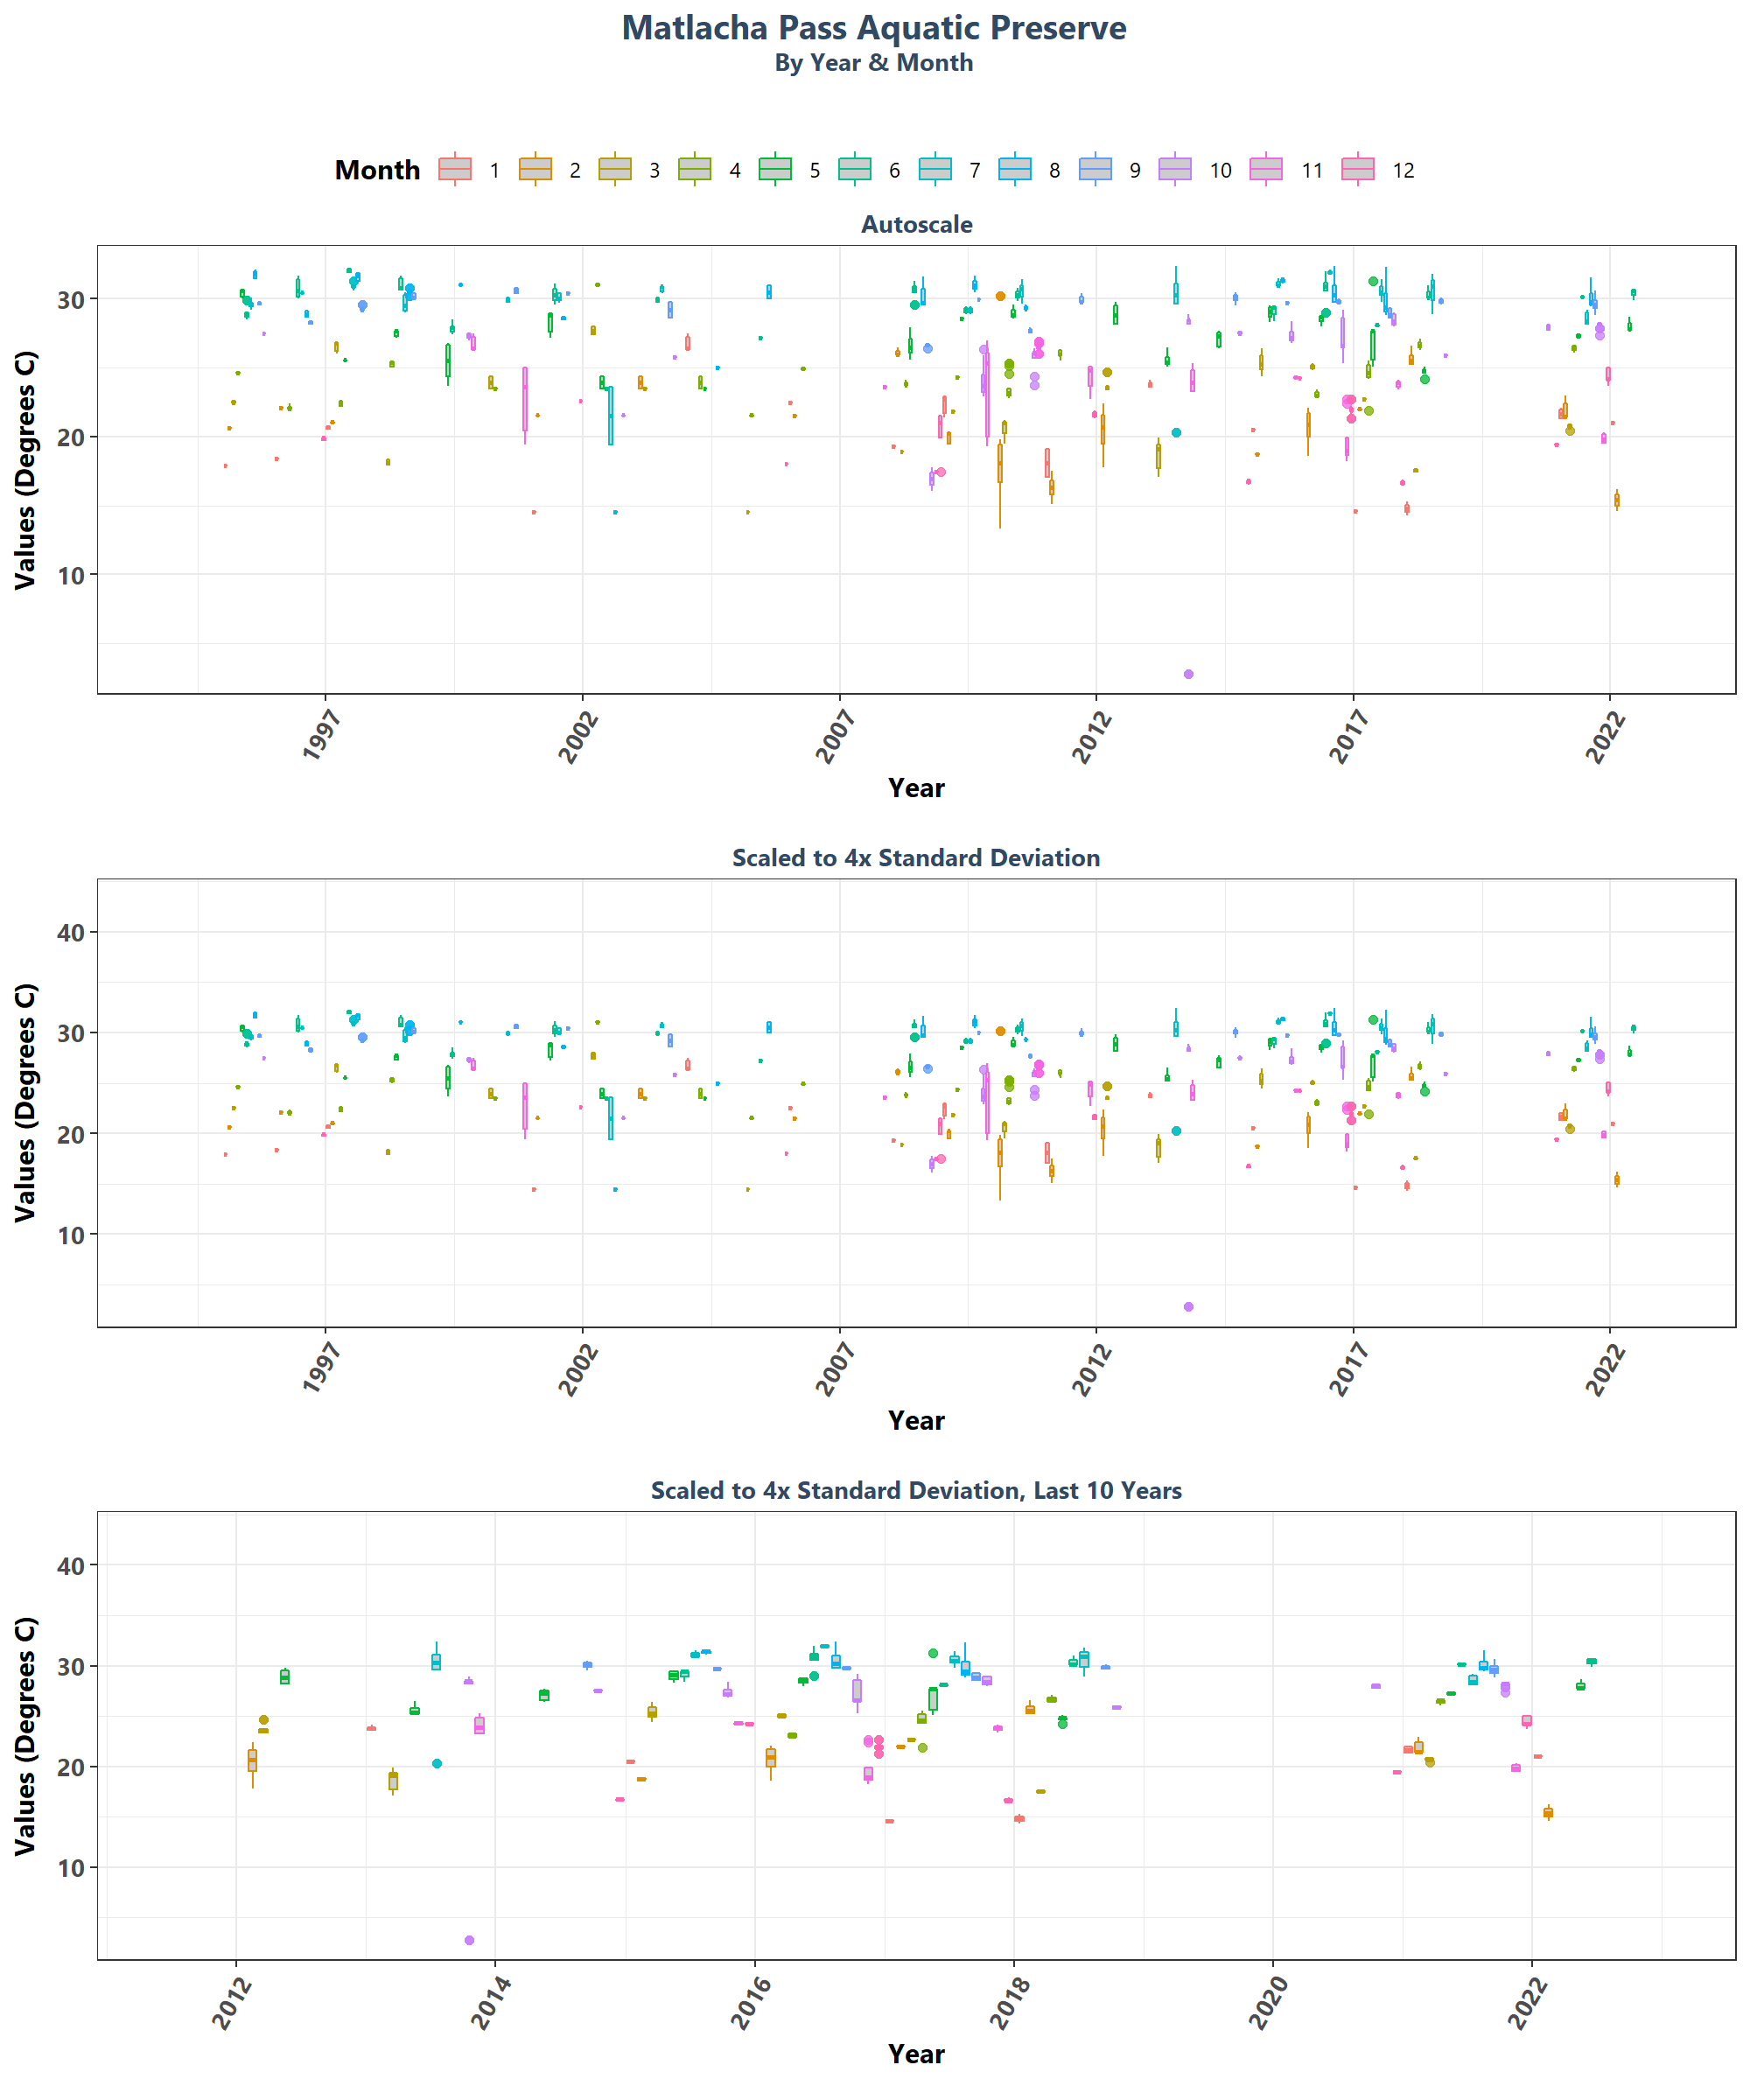 Matlacha Pass Aquatic Preserve
By Year & Month
Month 1 2 3 4 5 6 7 8 9 10 11 12
Autoscale
Values (Degrees C)
30
20
10
1997 2002 2007 2012 2017 2022
Year
Scaled to 4x Standard Deviation
Values (Degrees C)
40
30
20
10
1997 2002 2007 2012 2017 2022
Year
Scaled to 4x Standard Deviation, Last 10 Years
Values (Degrees C)
40
30
20
10
2012 2014 2016 2018 2020 2022
Year